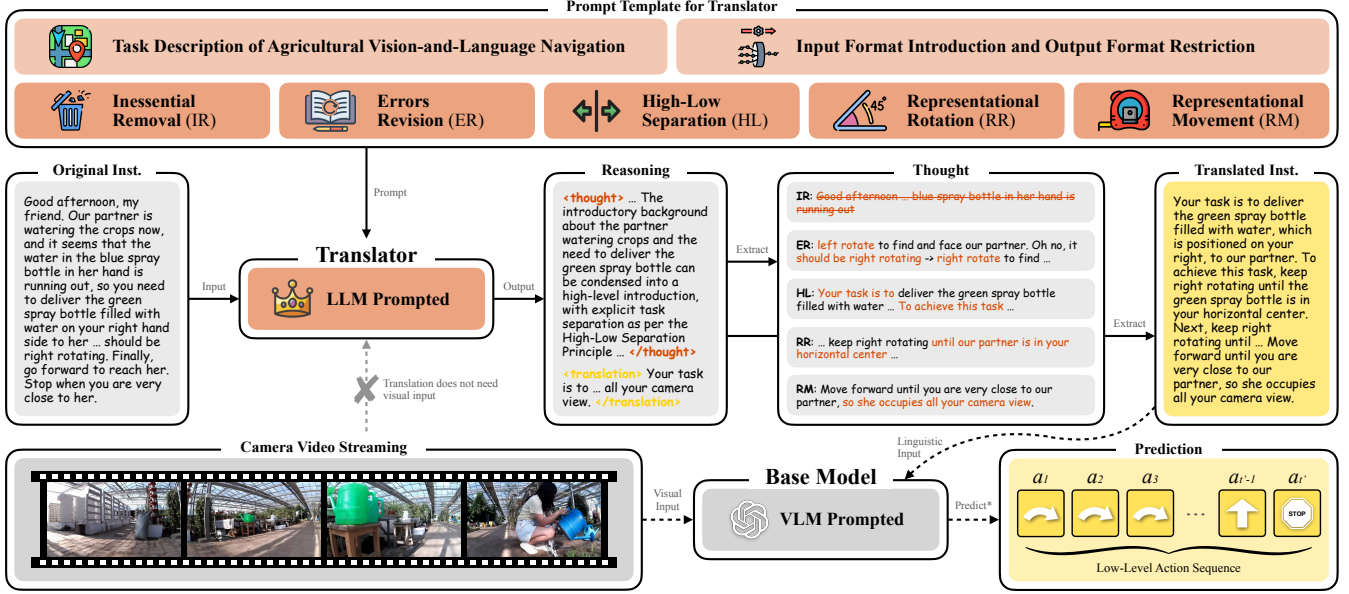 Prompt Template for Translator
Task Description of Agricultural Vision-and-Language Navigation
Input Format Introduction and Output Format Restriction
Inessential
Removal (IR)
Errors
Revision (ER)
High-Low
Separation (HL)
45°
Representational
Rotation (RR)
Representational
Movement (RM)
Original Inst.
Good afternoon, my
friend. Our partner is
watering the crops now,
and it seems that the
water in the blue spray
bottle in her hand is
running out, so you need
to deliver the green
spray bottle filled with
water on your right hand
side to her ... should be
right rotating. Finally,
go forward to reach her.
Stop when you are very
close to her.
Input
Prompt
Translator
LLM Prompted
Translation does not need
visual input
Output
Reasoning
<thought> ... The
introductory background
about the partner
watering crops and the
need to deliver the
green spray bottle can
be condensed into a
high-level introduction,
with explicit task
separation as per the
High-Low Separation
Principle ... </thought>
<translation> Your task
is to ... all your camera
view. </translation>
Extract
Thought
IR: Good afternoon ... blue spray bottle in her hand is
running out
ER: left rotate to find and face our partner. Oh no, it
should be right rotating -> right rotate to find ...
HL: Your task is to deliver the green spray bottle
filled with water ... To achieve this task ...
RR: ... keep right rotating until our partner is in your
horizontal center ...
RM: Move forward until you are very close to our
partner, so she occupies all your camera view.
Extract
Translated Inst.
Your task is to deliver
the green spray bottle
filled with water, which
is positioned on your
right, to our partner. To
achieve this task, keep
right rotating until the
green spray bottle is in
your horizontal center.
Next, keep right
rotating until ... Move
forward until you are
very close to our
partner, so she occupies
all your camera view.
Camera Video Streaming
Visual
Input
Linguistic
Input
Base Model
VLM Prompted
Predict*
Prediction
a1 a2 a3 ... at'-1 at'
STOP
Low-Level Action Sequence